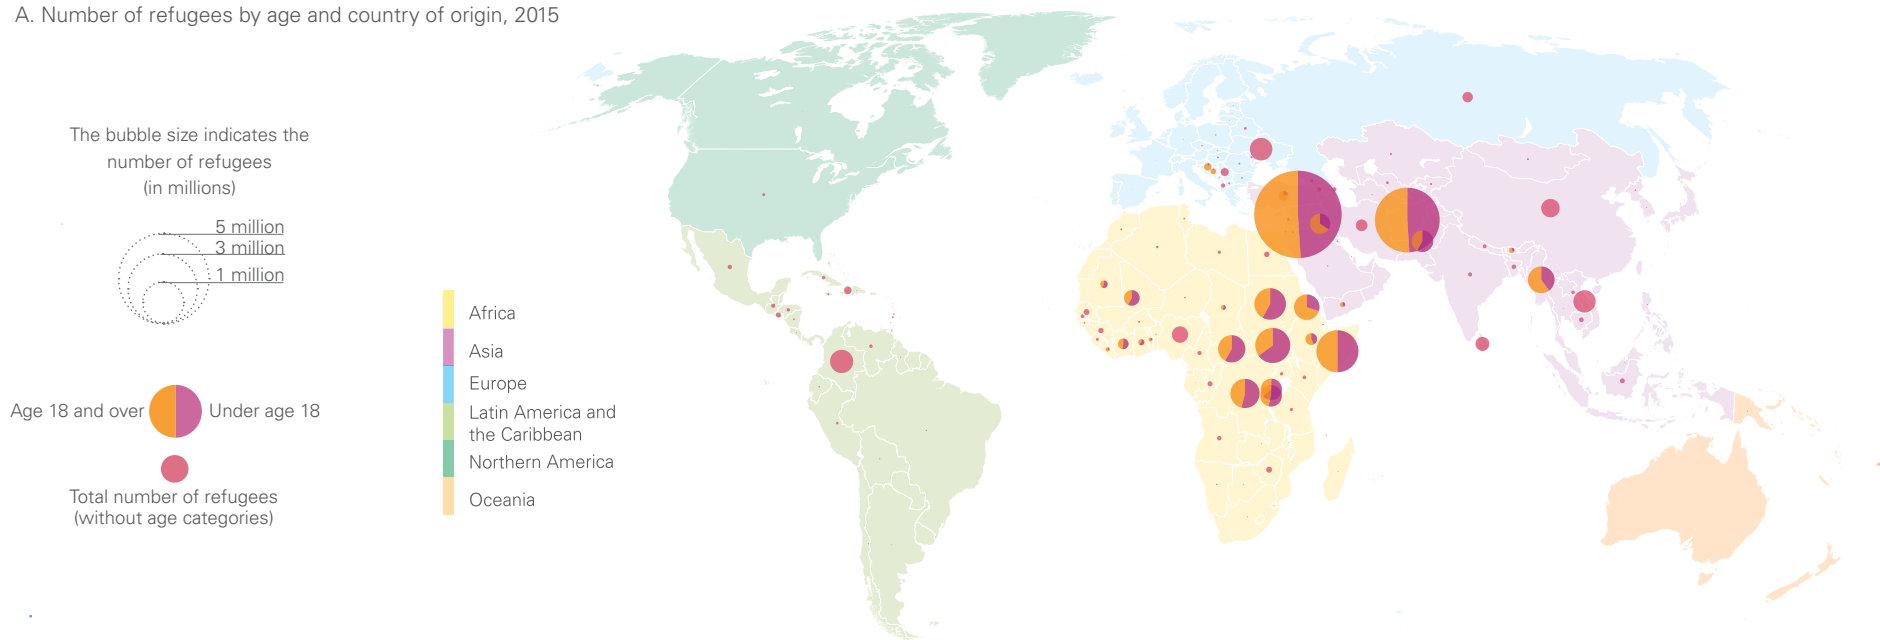 A. Number of refugees by age and country of origin, 2015
The bubble size indicates the
number of refugees
(in millions)
5 million
3 million
1 million
Age 18 and over
Under age 18
Total number of refugees
(without age categories)
Africa
Asia
Europe
Latin America and
the Caribbean
Northern America
Oceania